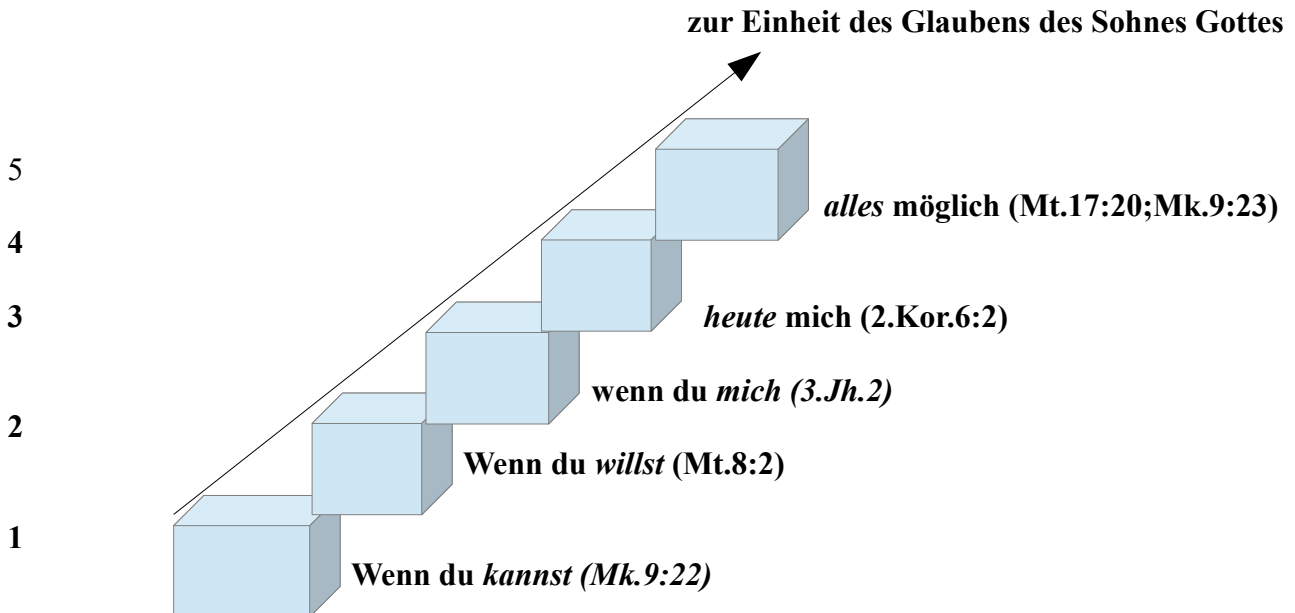 zur Einheit des Glaubens des Sohnes Gottes
5
alles möglich (Mt.17:20;Mk.9:23)
4
3
heute mich (2.Kor.6:2)
wenn du mich (3.Jh.2)
2
Wenn du willst (Mt.8:2)
1
Wenn du kannst (Mk.9:22)